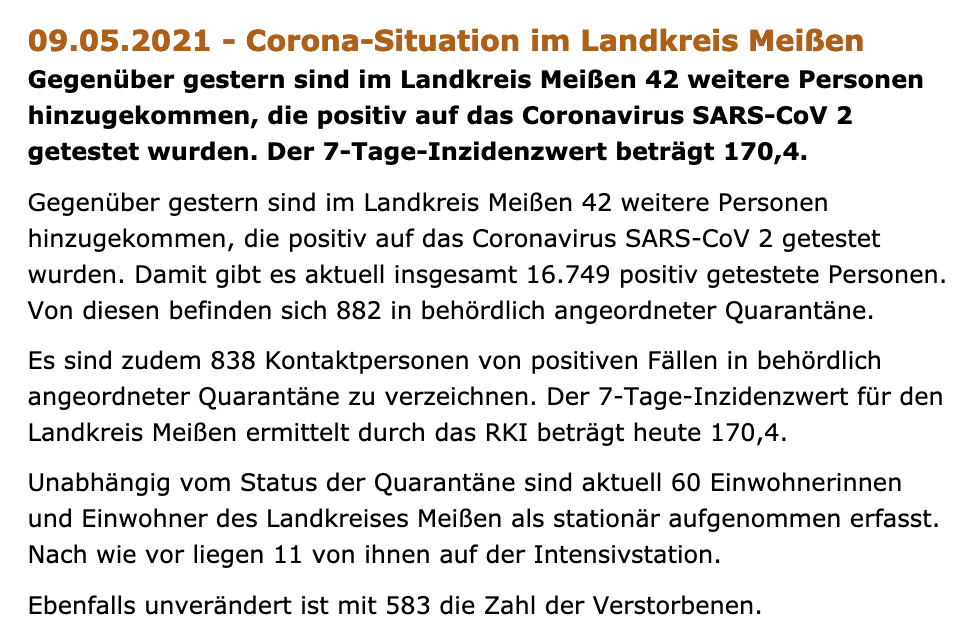 09.05.2021 - Corona-Situation im Landkreis Meißen
Gegenüber gestern sind im Landkreis Meißen 42 weitere Personen
hinzugekommen, die positiv auf das Coronavirus SARS-CoV 2
getestet wurden. Der 7-Tage-Inzidenzwert beträgt 170,4.
Gegenüber gestern sind im Landkreis Meißen 42 weitere Personen
hinzugekommen, die positiv auf das Coronavirus SARS-CoV 2 getestet
wurden. Damit gibt es aktuell insgesamt 16.749 positiv getestete Personen.
Von diesen befinden sich 882 in behördlich angeordneter Quarantäne.
Es sind zudem 838 Kontaktpersonen von positiven Fällen in behördlich
angeordneter Quarantäne zu verzeichnen. Der 7-Tage-Inzidenzwert für den
Landkreis Meißen ermittelt durch das RKI beträgt heute 170,4.
Unabhängig vom Status der Quarantäne sind aktuell 60 Einwohnerinnen
und Einwohner des Landkreises Meißen als stationär aufgenommen erfasst.
Nach wie vor liegen 11 von ihnen auf der Intensivstation.
Ebenfalls unverändert ist mit 583 die Zahl der Verstorbenen.